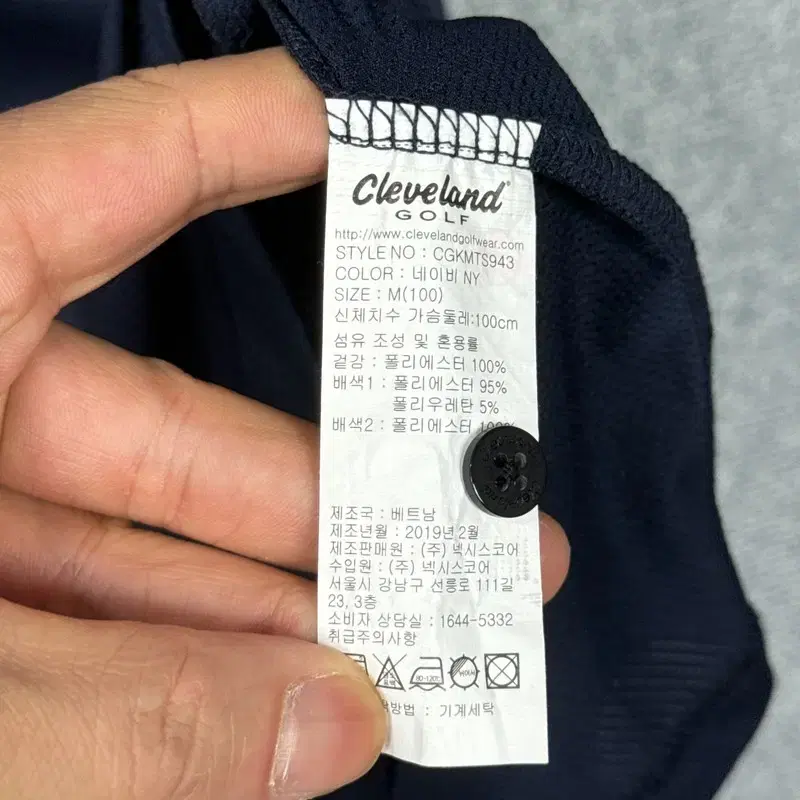 Cleveland
GOLF
http://www.clevelandgolfwear.com
STYLE NO : CGKMTS943
COLOR : 네이비 NY
SIZE : M(100)
신체치수 가슴둘레:100cm
섬유 조성 및 혼용률
겉감 : 폴리에스터 100%
배색1 : 폴리에스터 95%
폴리우레탄 5%
배색2 : 폴리에스터 100%
제조국 : 베트남
제조년월 : 2019년 2월
제조판매원 : (주) 넥시스코어
수입원 : (주) 넥시스코어
서울시 강남구 선릉로 111길
23, 3층
소비자 상담실 : 1644-5332
취급주의사항
80-120℃
방법 : 기계세탁